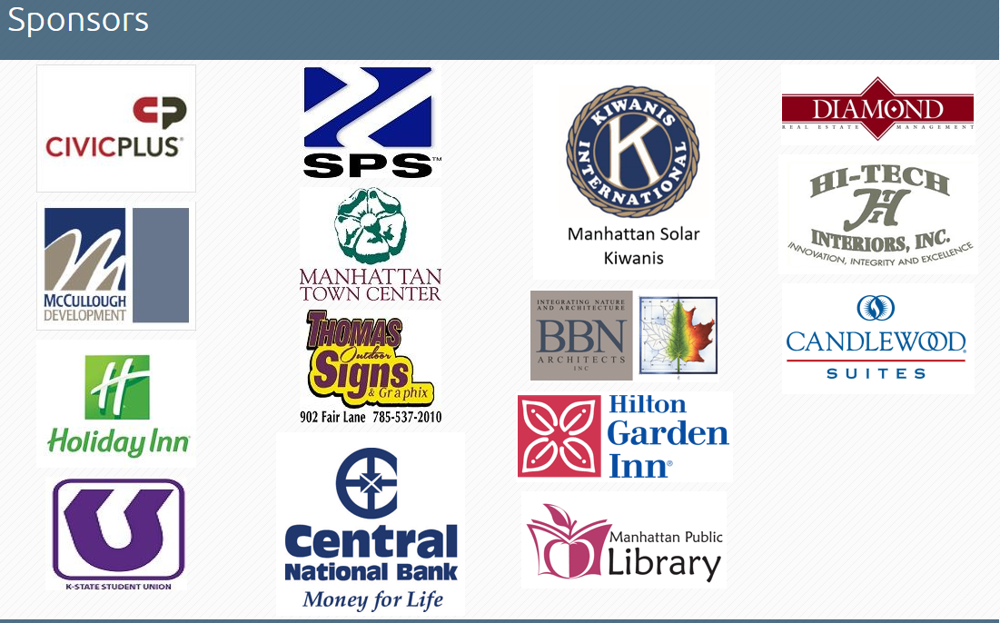 Sponsors
CP
CIVICPLUS®
McCULLOUGH
DEVELOPMENT
H
Holiday Inn
U
K-STATE STUDENT UNION
SPS™
MANHATTAN
TOWN CENTER
THOMAS
Outdoor
Signs
& Graphix
902 Fair Lane 785-537-2010
C
Central
National Bank
Money for Life
KIWANIS
K
INTERNATIONAL
Manhattan Solar
Kiwanis
INTEGRATING NATURE
AND ARCHITECTURE
BBN
ARCHITECTS
INC
Hilton
Garden
Inn®
Manhattan Public
Library
DIAMOND
REAL ESTATE MANAGEMENT
HI-TECH
HTI
INTERIORS, INC.
INNOVATION, INTEGRITY AND EXCELLENCE
CANDLEWOOD®
SUITES